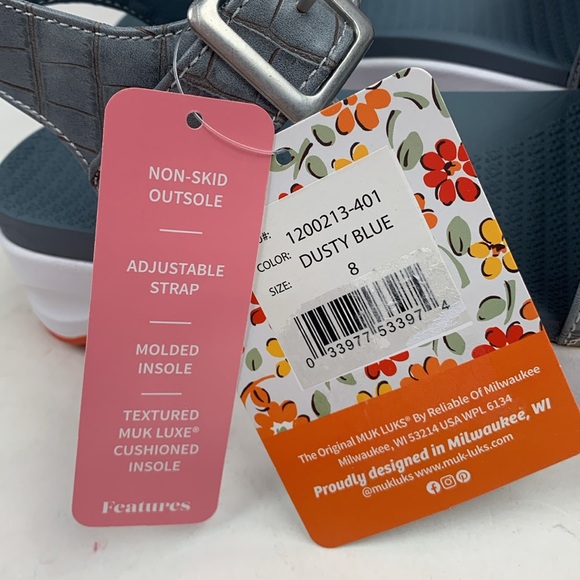 NON-SKID
OUTSOLE
ADJUSTABLE
STRAP
MOLDED
INSOLE
TEXTURED
MUK LUXE®
CUSHIONED
INSOLE
Features
#: 1200213-401
COLOR: DUSTY BLUE
SIZE: 8
0 33977 53397 4
The Original MUK LUKS® By Reliable Of Milwaukee
Milwaukee, WI 53214 USA WPL 6134
Proudly designed in Milwaukee, WI
@mukluks www.muk-luks.com